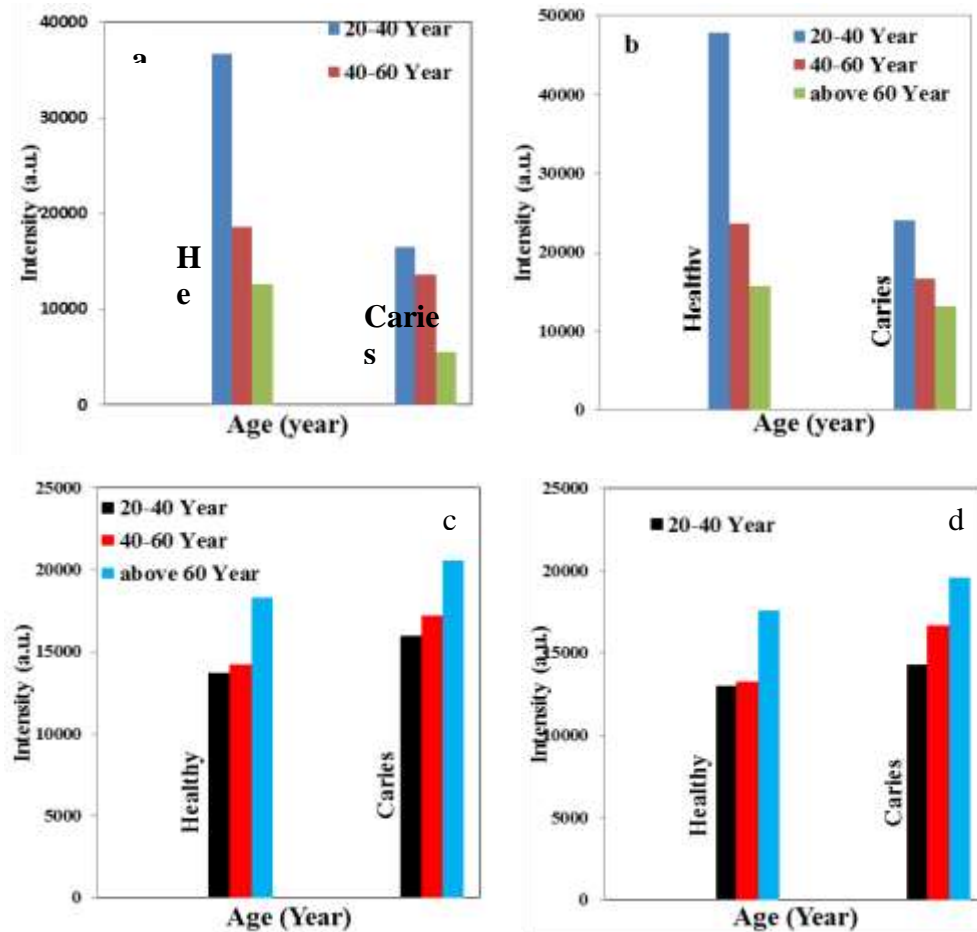 40000
30000
20000
10000
0
Intensity (a.u.)
a
20-40 Year
40-60 Year
H
e
Carie
s
Age (year)
50000
40000
30000
20000
10000
0
Intensity (a.u.)
b
20-40 Year
40-60 Year
above 60 Year
Healthy
Caries
Age (year)
25000
20000
15000
10000
5000
0
Intensity (a.u.)
20-40 Year
40-60 Year
above 60 Year
c
Healthy
Caries
Age (Year)
25000
20000
15000
10000
5000
0
Intensity (a.u.)
20-40 Year
d
Healthy
Caries
Age (Year)